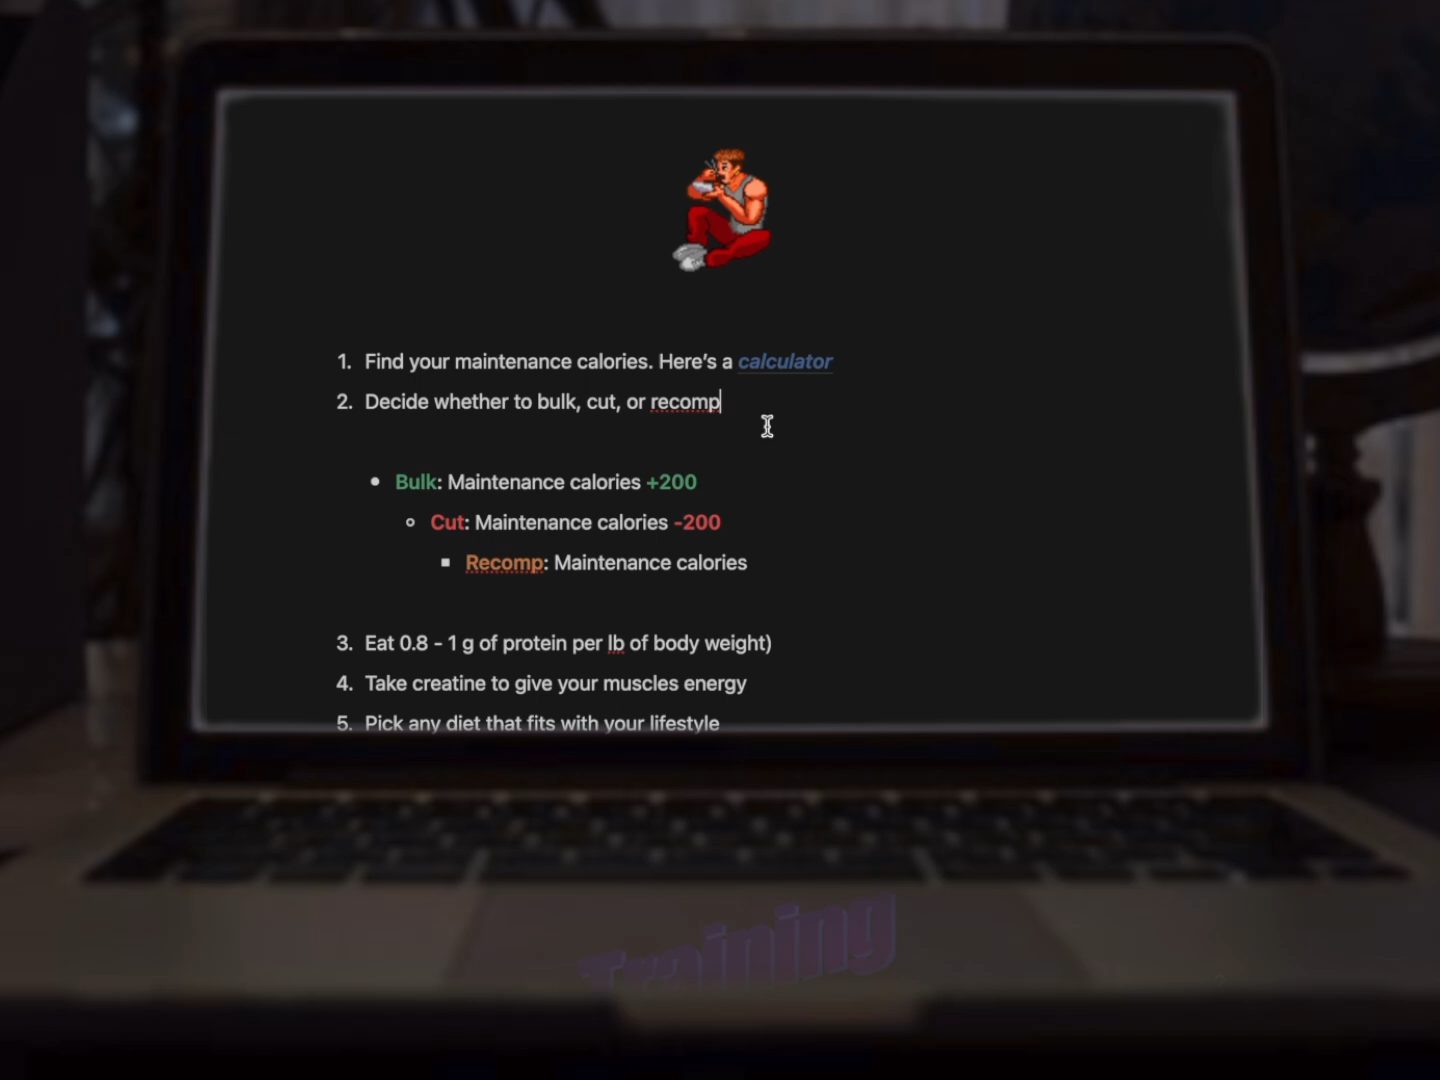 1. Find your maintenance calories. Here's a calculator
2. Decide whether to bulk, cut, or recomp
• Bulk: Maintenance calories +200
◦ Cut: Maintenance calories -200
▪ Recomp: Maintenance calories
3. Eat 0.8 - 1 g of protein per lb of body weight)
4. Take creatine to give your muscles energy
5. Pick any diet that fits with your lifestyle
Training